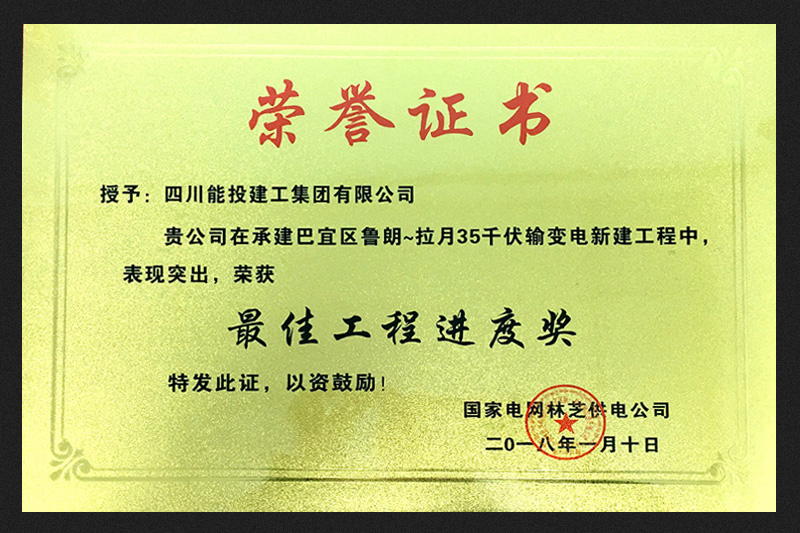 荣誉证书
授予：四川能投建工集团有限公司
贵公司在承建巴宜区鲁朗~拉月35千伏输变电新建工程中，
表现突出，荣获
最佳工程进度奖
特发此证，以资鼓励！
国家电网林芝供电公司
二0一八年一月十日